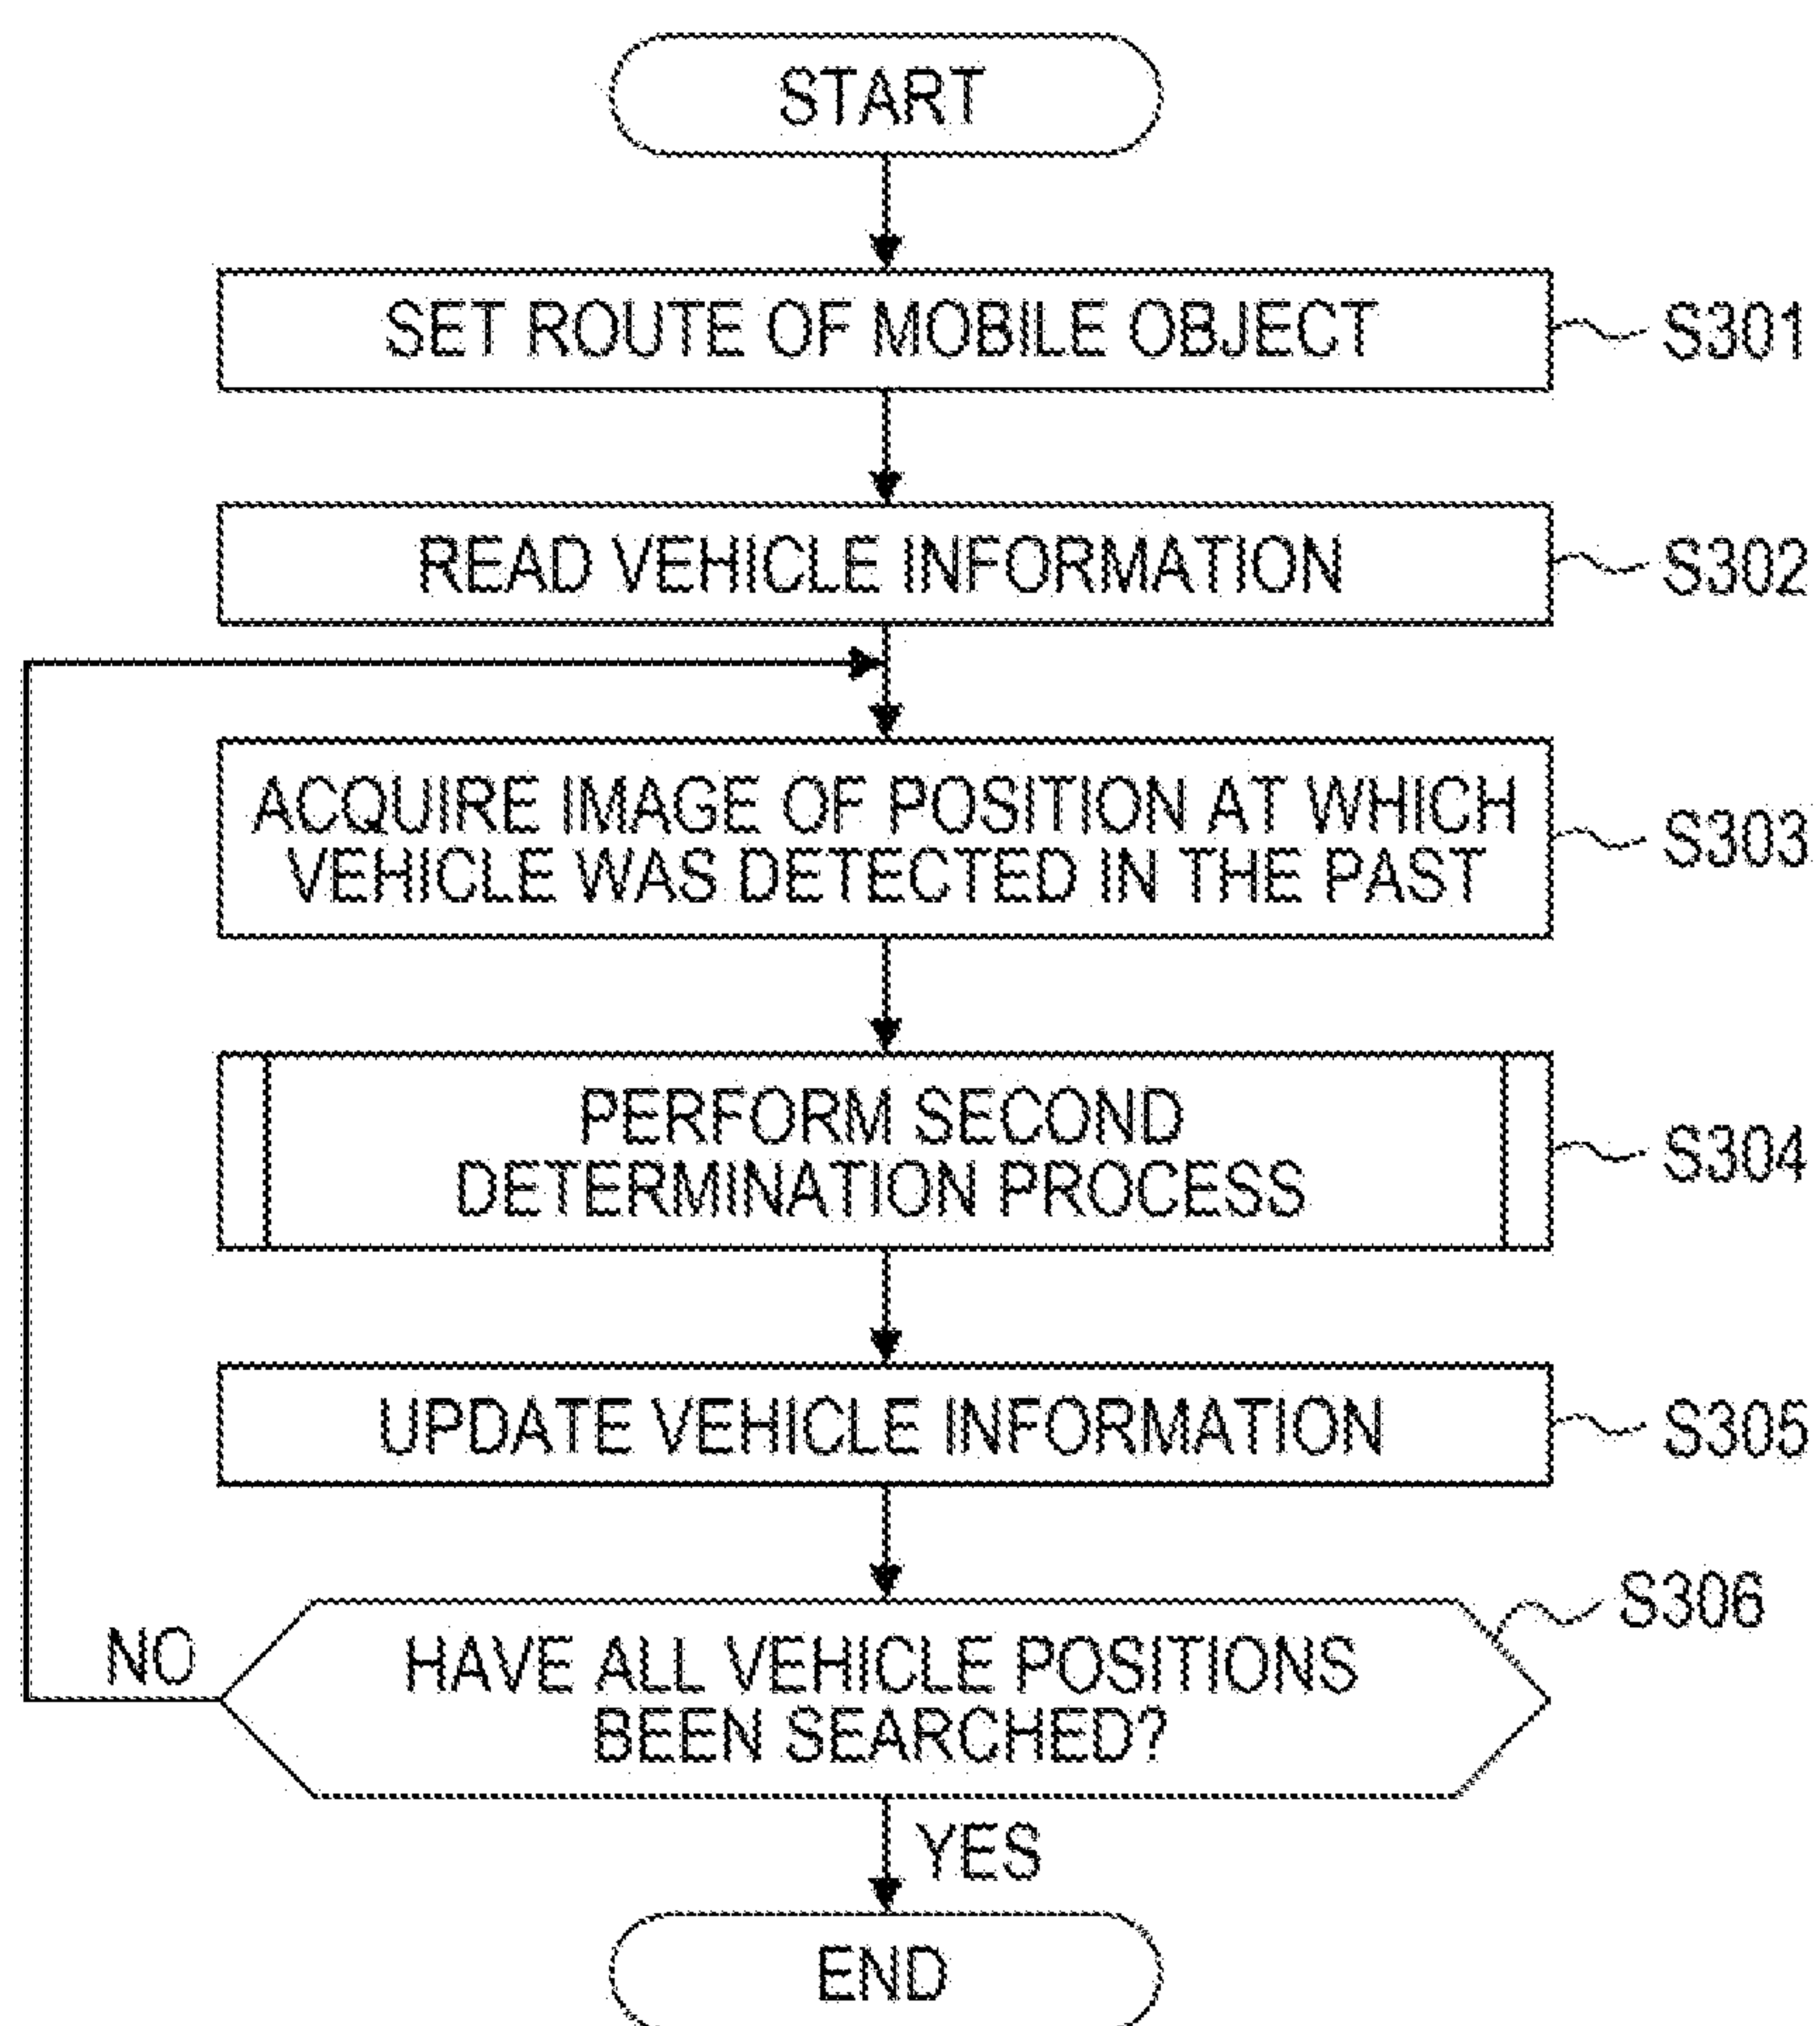 START
SET ROUTE OF MOBILE OBJECT
S301
READ VEHICLE INFORMATION
S302
ACQUIRE IMAGE OF POSITION AT WHICH
VEHICLE WAS DETECTED IN THE PAST
S303
PERFORM SECOND
DETERMINATION PROCESS
S304
UPDATE VEHICLE INFORMATION
S305
S306
NO
HAVE ALL VEHICLE POSITIONS
BEEN SEARCHED?
YES
END